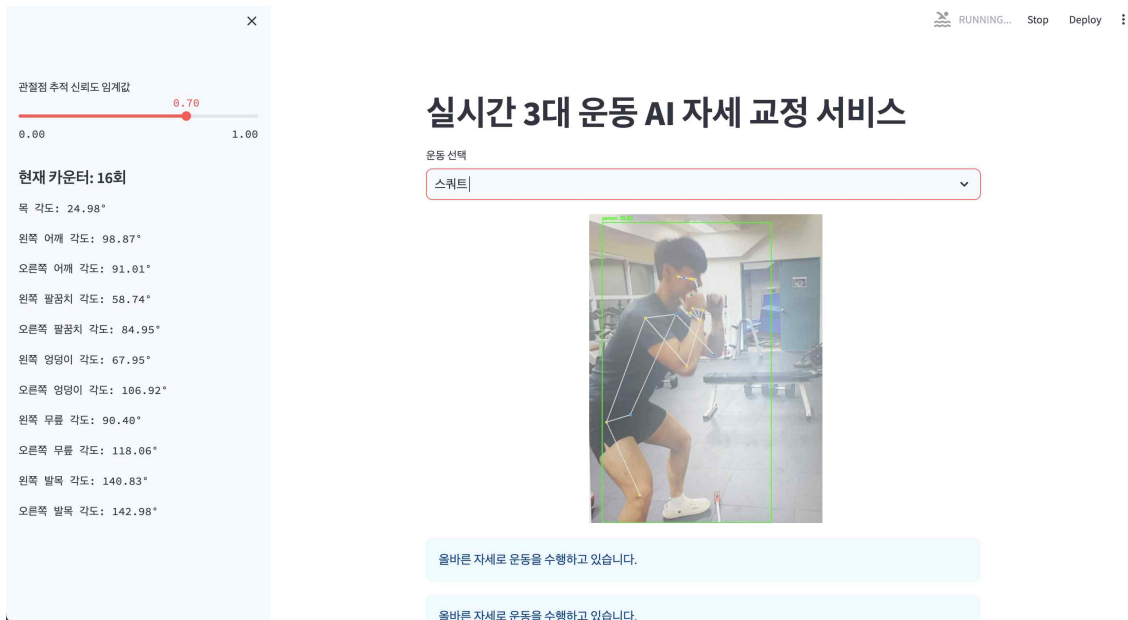 RUNNING...
Stop
Deploy
관절점 추적 신뢰도 임계값
0.70
0.00
1.00
현재 카운터: 16회
목 각도: 24.98°
왼쪽 어깨 각도: 98.87°
오른쪽 어깨 각도: 91.01°
왼쪽 팔꿈치 각도: 58.74°
오른쪽 팔꿈치 각도: 84.95°
왼쪽 엉덩이 각도: 67.95°
오른쪽 엉덩이 각도: 106.92°
왼쪽 무릎 각도: 90.40°
오른쪽 무릎 각도: 118.06°
왼쪽 발목 각도: 140.83°
오른쪽 발목 각도: 142.98°
실시간 3대 운동 AI 자세 교정 서비스
운동 선택
스쿼트
올바른 자세로 운동을 수행하고 있습니다.
올바른 자세로 운동을 수행하고 있습니다.